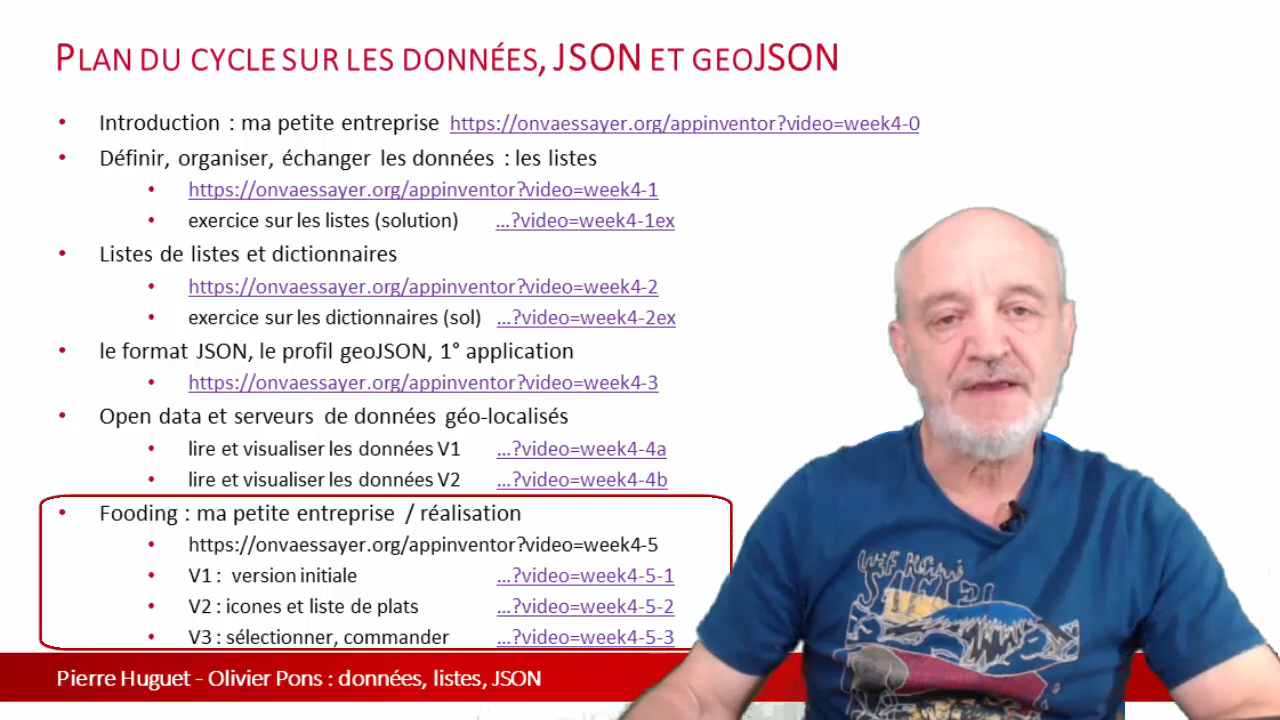 PLAN DU CYCLE SUR LES DONNÉES, JSON ET GEOJSON
• Introduction : ma petite entreprise https://onvaessayer.org/appinventor?video=week4-0
• Définir, organiser, échanger les données : les listes
• https://onvaessayer.org/appinventor?video=week4-1
• exercice sur les listes (solution) ...?video=week4-1ex
• Listes de listes et dictionnaires
• https://onvaessayer.org/appinventor?video=week4-2
• exercice sur les dictionnaires (sol) ...?video=week4-2ex
• le format JSON, le profil geoJSON, 1° application
• https://onvaessayer.org/appinventor?video=week4-3
• Open data et serveurs de données géo-localisés
• lire et visualiser les données V1 ...?video=week4-4a
• lire et visualiser les données V2 ...?video=week4-4b
• Fooding : ma petite entreprise / réalisation
• https://onvaessayer.org/appinventor?video=week4-5
• V1 : version initiale ...?video=week4-5-1
• V2 : icones et liste de plats ...?video=week4-5-2
• V3 : sélectionner, commander ...?video=week4-5-3
Pierre Huguet - Olivier Pons : données, listes, JSON